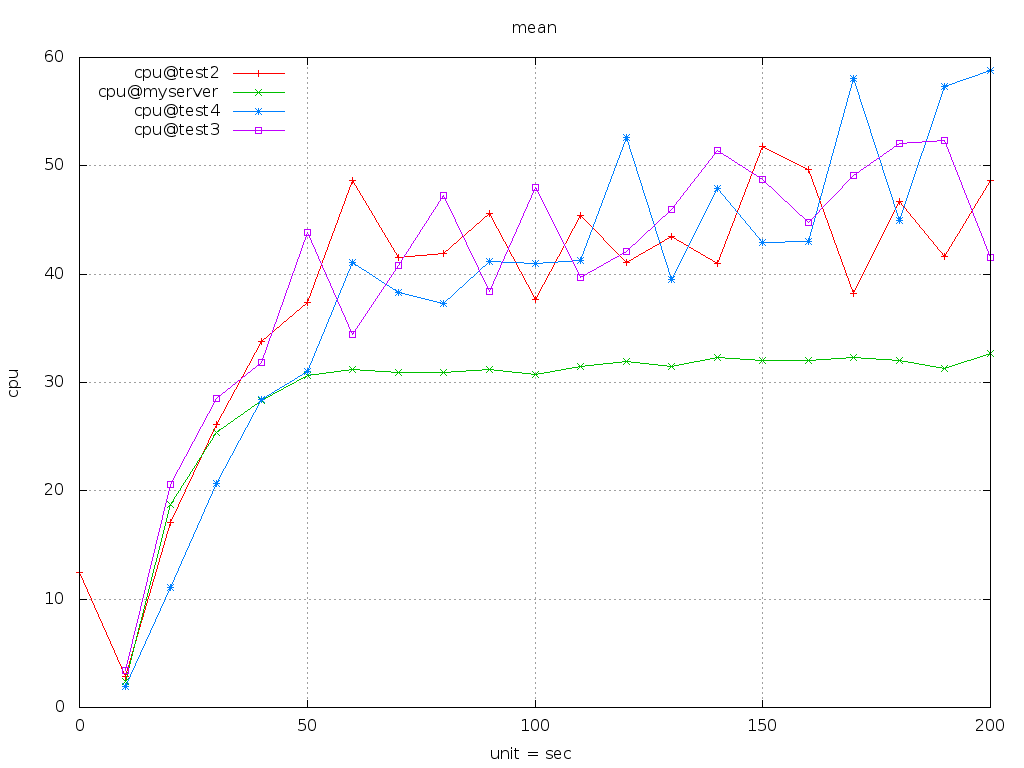 mean
60
cpu@test2
cpu@myserver
cpu@test4
cpu@test3
50
40
30
cpu
20
10
0
0 50 100 150 200
unit = sec